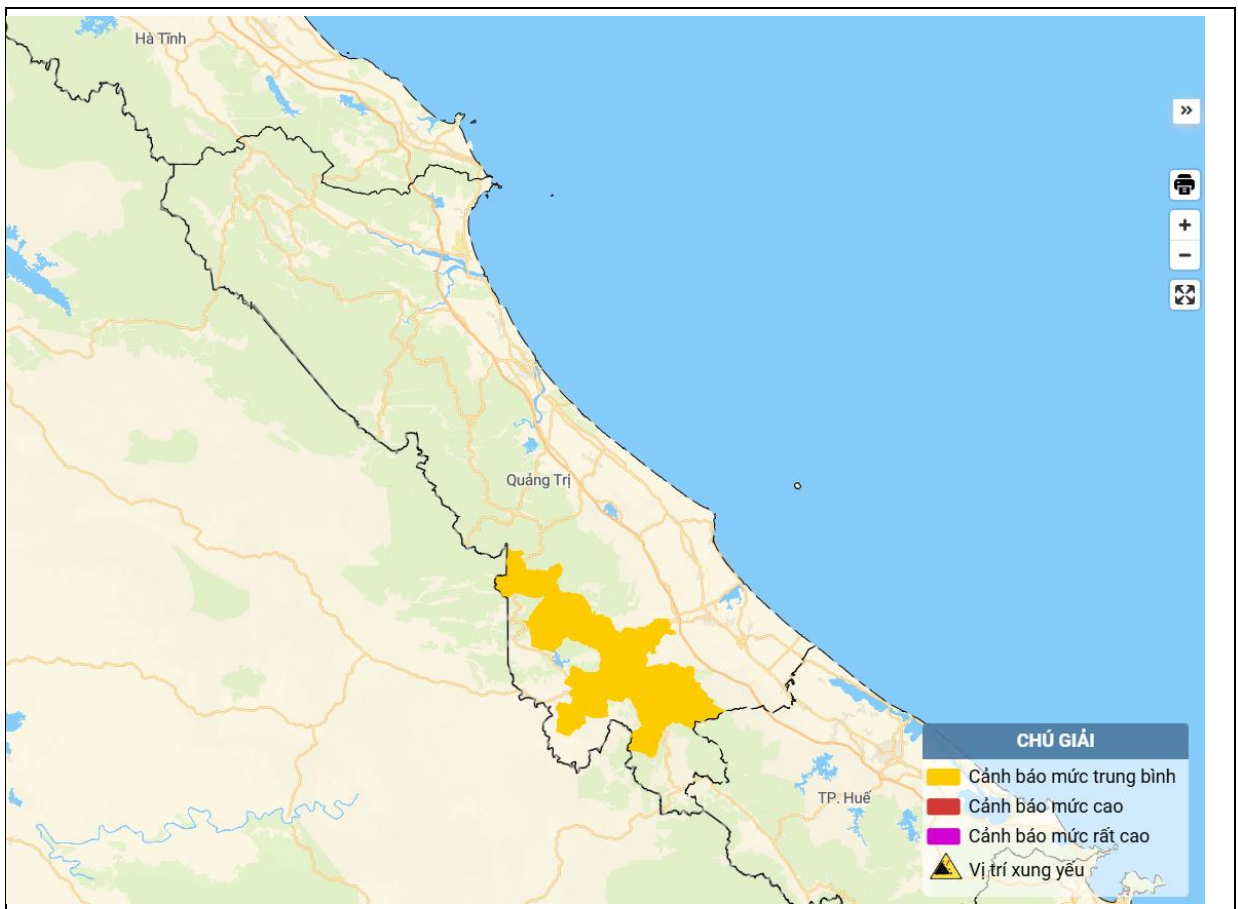 Hà Tĩnh
»
+
−
Quảng Trị
CHÚ GIẢI
Cảnh báo mức trung bình
Cảnh báo mức cao
TP. Huế
Cảnh báo mức rất cao
Vị trí xung yếu